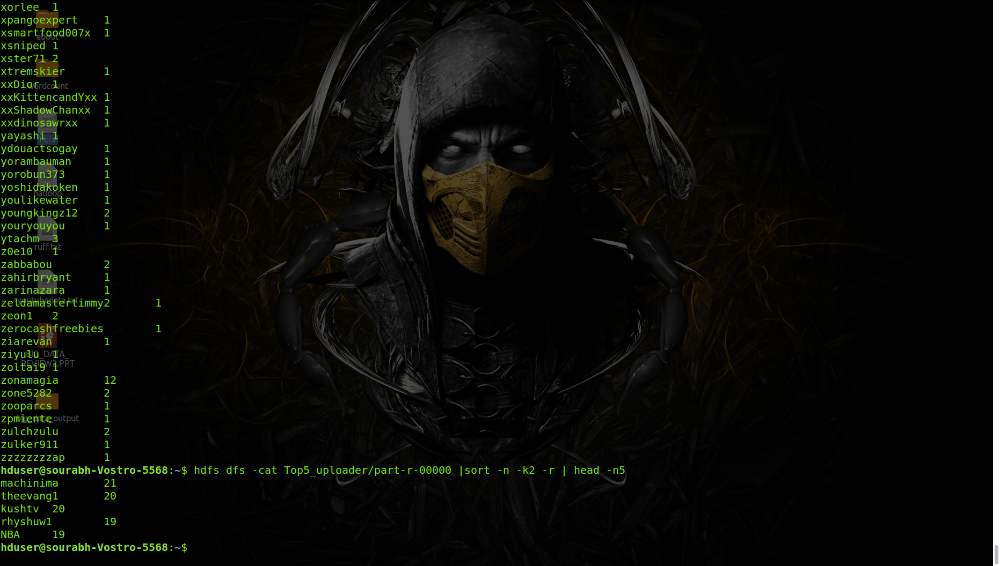 xorlee 1
xpangoexpert 1
xsmartfood007x 1
about
xsniped 1
xster71 2
xtremskier 1
xxDior 1
wordcount
xxKittencandYxx 1
xxShadowChanxx 1
xxdinosawrxx 1
yayashi 1
hdfs
ydouactsogay 1
yorambauman 1
yorobun373 1
yoshidakoken 1
hadoop
youlikewater 1
youngkingz12 2
youryouyou 1
ytachm 3
ruff.txt
z0e10 1
zabbabou 2
zahirbryant 1
zarinazara 1
youtubedata.txt
zeldamastertimmy2 1
zeon1 2
zerocashfreebies 1
ziarevan 1
ziyulu 1
BIG_DATA_
REVIEW3.PPT
zoltai9 1
zonamagia 12
zone5282 2
zooparcs 1
zpmiente 1
big_data_output
zulchzulu 2
zulker911 1
zzzzzzzzap 1
hduser@sourabh-Vostro-5568:~$ hdfs dfs -cat Top5_uploader/part-r-00000 |sort -n -k2 -r | head -n5
machinima 21
theevang1 20
kushtv 20
rhyshuw1 19
NBA 19
hduser@sourabh-Vostro-5568:~$